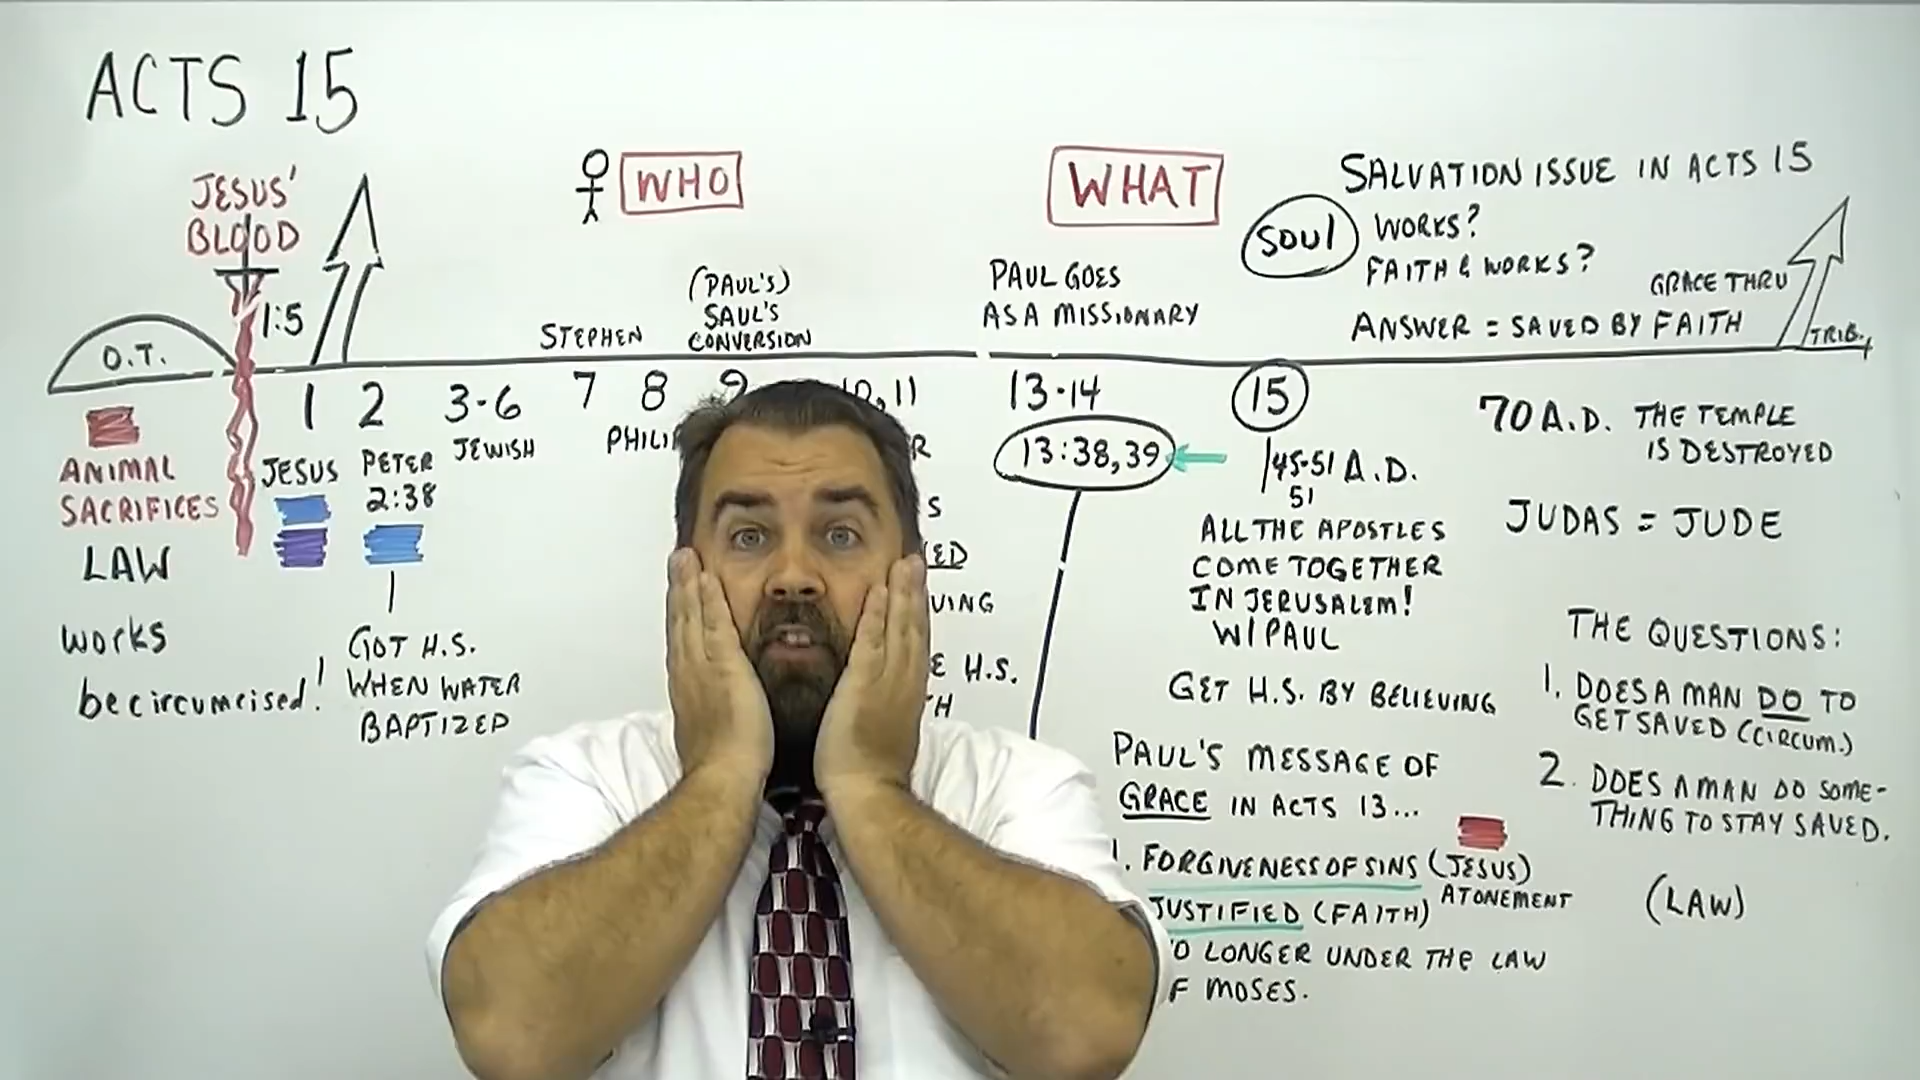 ACTS 15
JESUS'
BLOOD
1:5
O.T.
WHO
WHAT
SALVATION ISSUE IN ACTS 15
SOUL
WORKS?
FAITH & WORKS?
GRACE THRU
ANSWER = SAVED BY FAITH
TRIB.
STEPHEN
(PAUL'S)
SAUL'S
CONVERSION
PAUL GOES
AS A MISSIONARY
1 2 3-6 7 8 9 10,11 13-14 15
ANIMAL
SACRIFICES
LAW
works
be circumcised!
JESUS
PETER
2:38
GOT H.S.
WHEN WATER
BAPTIZED
JEWISH
13:38,39
45-51 A.D.
51
ALL THE APOSTLES
COME TOGETHER
IN JERUSALEM!
W/ PAUL
GET H.S. BY BELIEVING
H.S.
PAUL'S MESSAGE OF
GRACE IN ACTS 13...
1. FORGIVENESS OF SINS (JESUS)
ATONEMENT
JUSTIFIED (FAITH)
LONGER UNDER THE LAW
MOSES.
70 A.D. THE TEMPLE
IS DESTROYED
JUDAS = JUDE
THE QUESTIONS:
1. DOES A MAN DO TO
GET SAVED (CIRCUM.)
2. DOES A MAN DO SOME-
THING TO STAY SAVED.
(LAW)